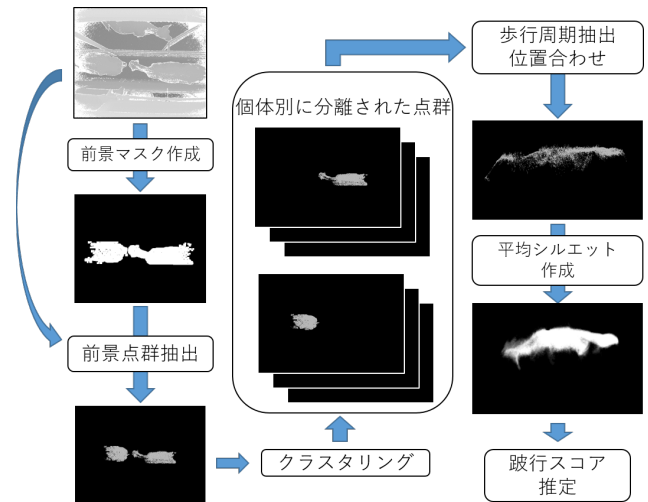 前景マスク作成
前景点群抽出
クラスタリング
個体別に分離された点群
歩行周期抽出
位置合わせ
平均シルエット
作成
跛行スコア
推定